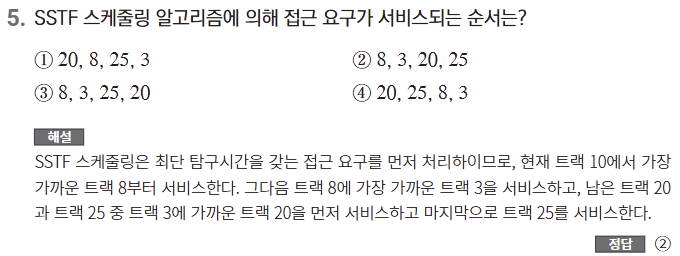 5. SSTF 스케줄링 알고리즘에 의해 접근 요구가 서비스되는 순서는?
① 20, 8, 25, 3 ② 8, 3, 20, 25
③ 8, 3, 25, 20 ④ 20, 25, 8, 3
해설
SSTF 스케줄링은 최단 탐구시간을 갖는 접근 요구를 먼저 처리하이므로, 현재 트랙 10에서 가장
가까운 트랙 8부터 서비스한다. 그다음 트랙 8에 가장 가까운 트랙 3을 서비스하고, 남은 트랙 20
과 트랙 25 중 트랙 3에 가까운 트랙 20을 먼저 서비스하고 마지막으로 트랙 25를 서비스한다.
정답 ②